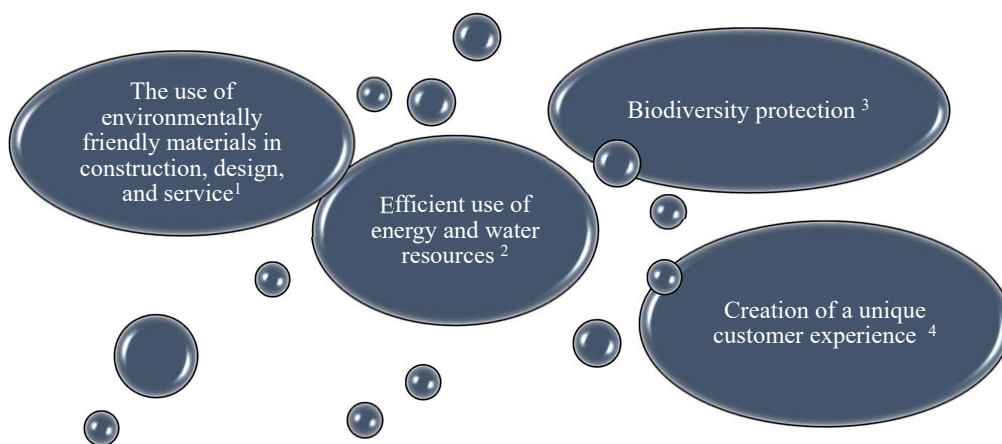 The use of
environmentally
friendly materials in
construction, design,
and service¹
Efficient use of
energy and water
resources ²
Biodiversity protection ³
Creation of a unique
customer experience ⁴